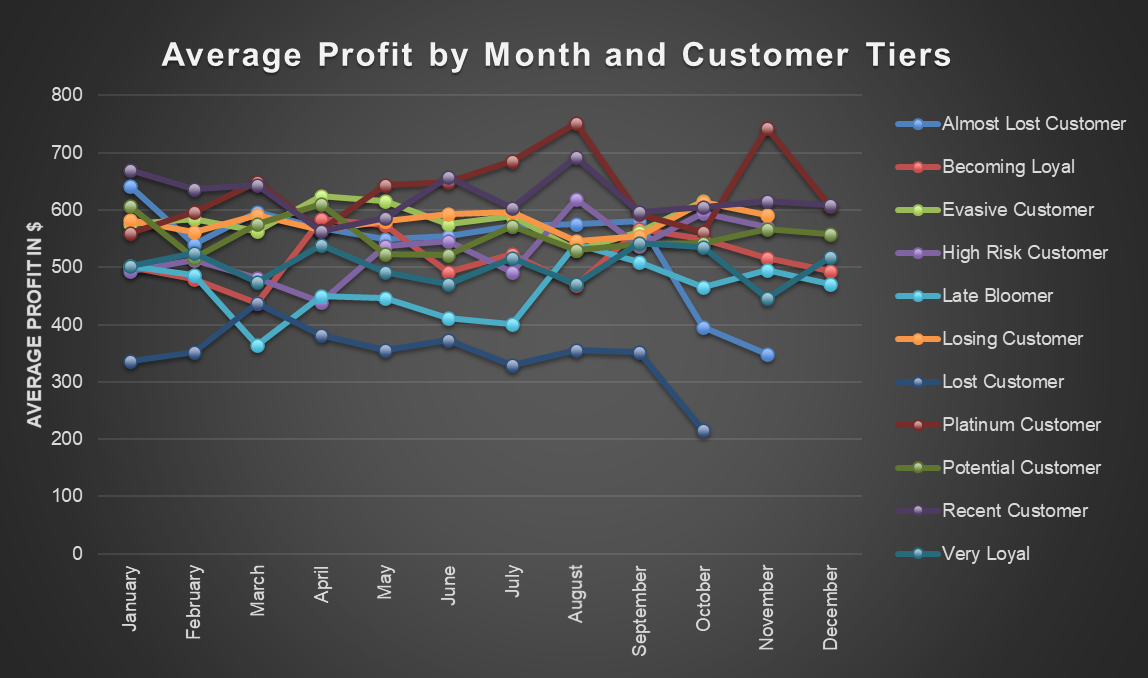 Average Profit by Month and Customer Tiers
AVERAGE PROFIT IN $
800
700
600
500
400
300
200
100
0
January
February
March
April
May
June
July
August
September
October
November
December
Almost Lost Customer
Becoming Loyal
Evasive Customer
High Risk Customer
Late Bloomer
Losing Customer
Lost Customer
Platinum Customer
Potential Customer
Recent Customer
Very Loyal